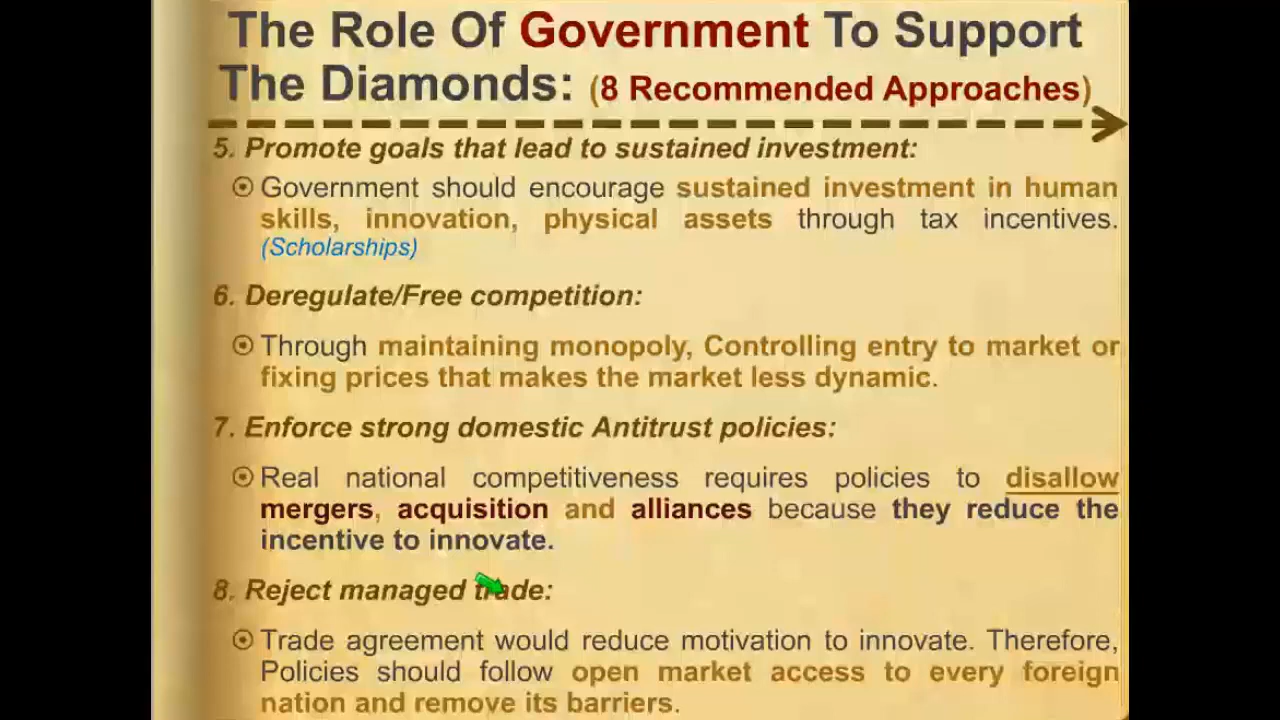 The Role Of Government To Support
The Diamonds: (8 Recommended Approaches)
5. Promote goals that lead to sustained investment:
Government should encourage sustained investment in human
skills, innovation, physical assets through tax incentives.
(Scholarships)
6. Deregulate/Free competition:
Through maintaining monopoly, Controlling entry to market or
fixing prices that makes the market less dynamic.
7. Enforce strong domestic Antitrust policies:
Real national competitiveness requires policies to disallow
mergers, acquisition and alliances because they reduce the
incentive to innovate.
8. Reject managed trade:
Trade agreement would reduce motivation to innovate. Therefore,
Policies should follow open market access to every foreign
nation and remove its barriers.